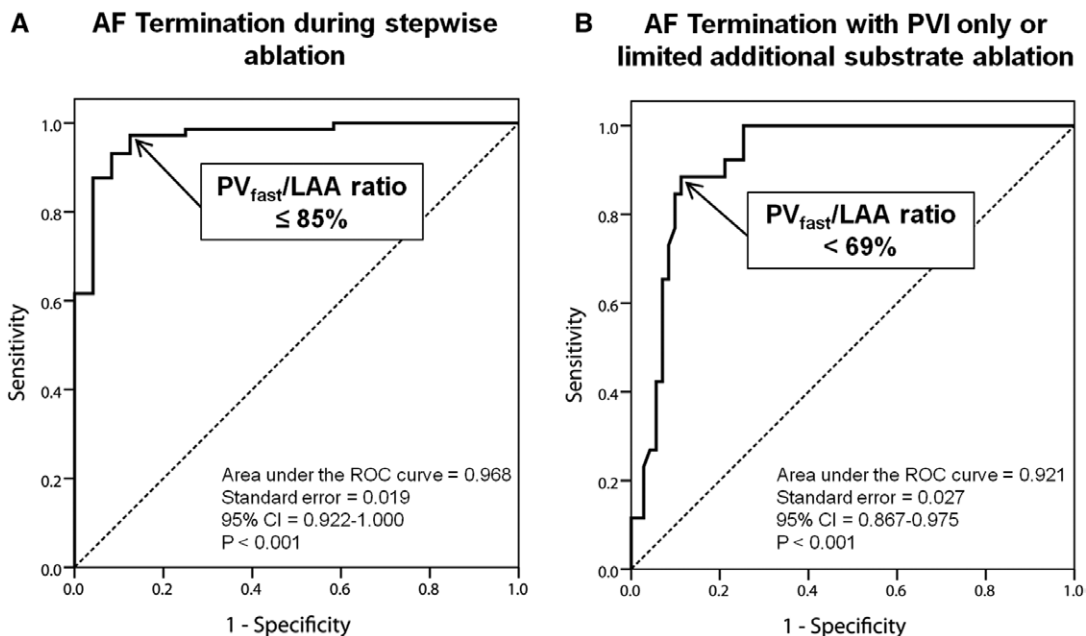 A
AF Termination during stepwise
ablation
1.0
0.8
0.6
0.4
0.2
0.0
Sensitivity
PVfast/LAA ratio
≤ 85%
Area under the ROC curve = 0.968
Standard error = 0.019
95% CI = 0.922-1.000
P < 0.001
0.0
0.2
0.4
0.6
0.8
1.0
1 - Specificity
B
AF Termination with PVI only or
limited additional substrate ablation
1.0
0.8
0.6
0.4
0.2
0.0
Sensitivity
PVfast/LAA ratio
< 69%
Area under the ROC curve = 0.921
Standard error = 0.027
95% CI = 0.867-0.975
P < 0.001
0.0
0.2
0.4
0.6
0.8
1.0
1 - Specificity